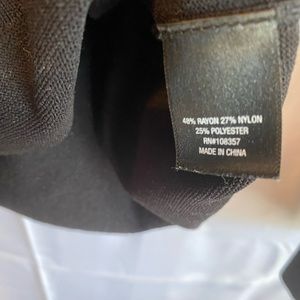 48% RAYON 27% NYLON
25% POLYESTER
RN#108357
MADE IN CHINA